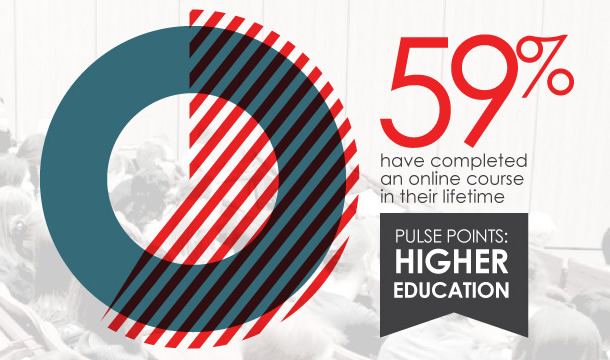 59%
have completed
an online course
in their lifetime
PULSE POINTS:
HIGHER
EDUCATION